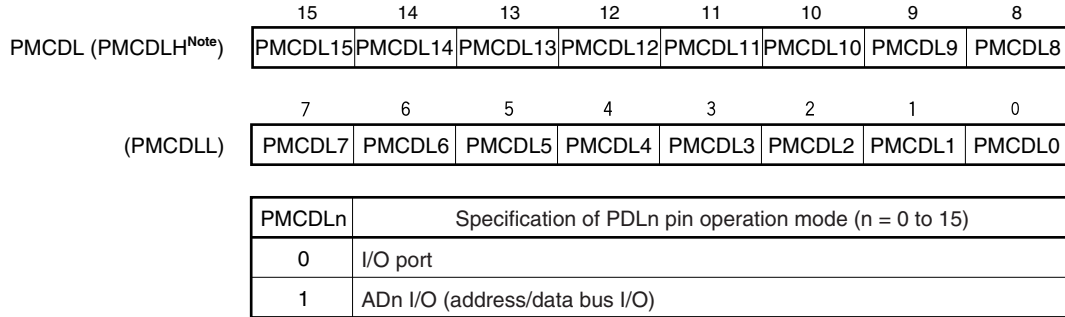 15 14 13 12 11 10 9 8
PMCDL (PMCDLHNote) PMCDL15 PMCDL14 PMCDL13 PMCDL12 PMCDL11 PMCDL10 PMCDL9 PMCDL8
7 6 5 4 3 2 1 0
(PMCDLL) PMCDL7 PMCDL6 PMCDL5 PMCDL4 PMCDL3 PMCDL2 PMCDL1 PMCDL0
PMCDLn Specification of PDLn pin operation mode (n = 0 to 15)
0 I/O port
1 ADn I/O (address/data bus I/O)